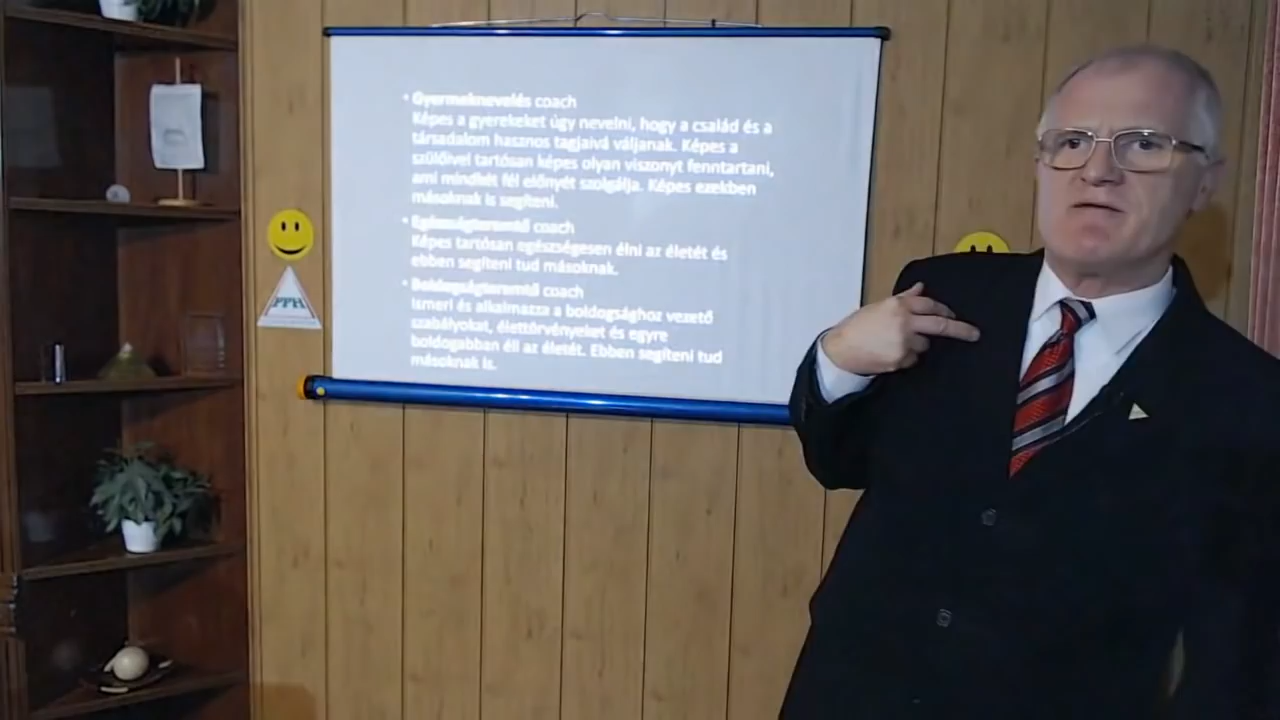 • Gyermeknevelés coach
Képes a gyerekeket úgy nevelni, hogy a család és a
társadalom hasznos tagjaivá váljanak. Képes a
szülőivel tartósan képes olyan viszonyt fenntartani,
ami mindkét fél előnyét szolgálja. Képes ezekben
másoknak is segíteni.
• Egészségteremtő coach
Képes tartósan egészségesen élni az életét és
ebben segíteni tud másoknak.
• Boldogságteremtő coach
Ismeri és alkalmazza a boldogsághoz vezető
szabályokat, élettörvényeket és egyre
boldogabban éli az életét. Ebben segíteni tud
másoknak is.
PPH